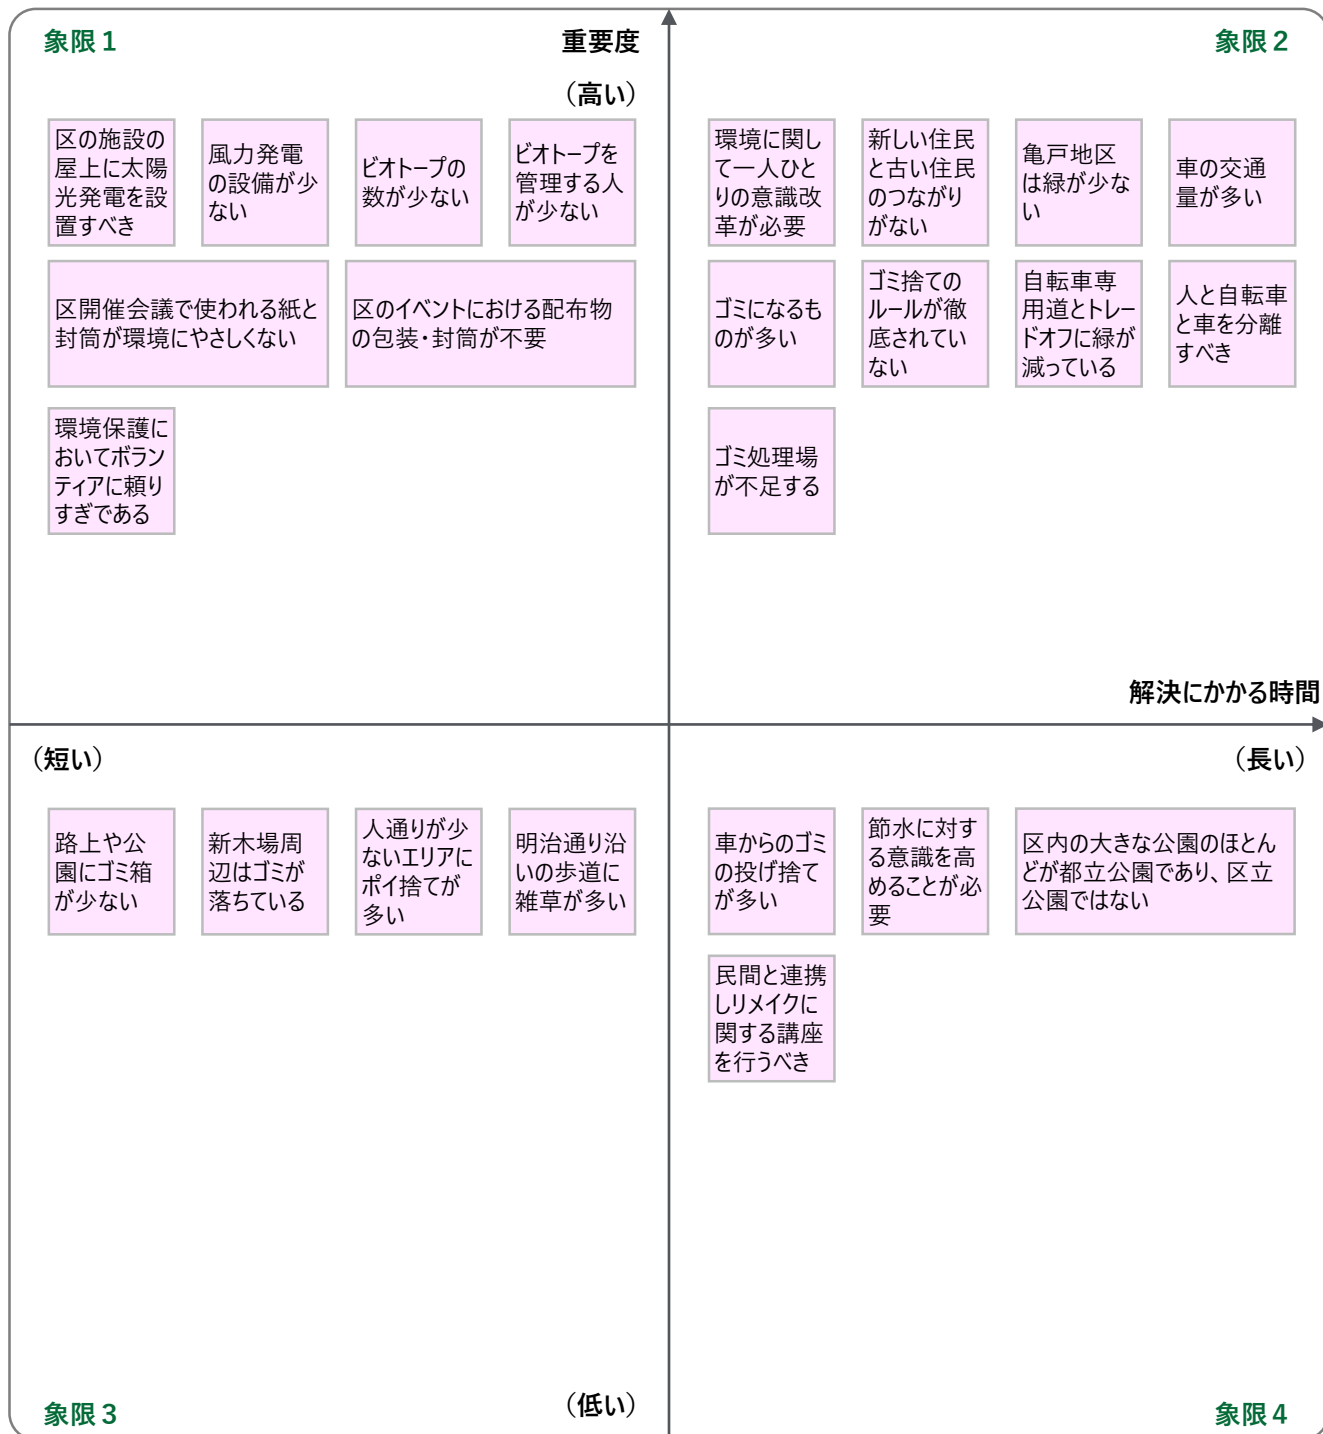 象限１
重要度
象限２
（高い）
区の施設の
屋上に太陽
光発電を設
置すべき
風力発電
の設備が少
ない
ビオトープの
数が少ない
ビオトープを
管理する人
が少ない
環境に関し
て一人ひと
りの意識改
革が必要
新しい住民
と古い住民
のつながり
がない
亀戸地区
は緑が少な
い
車の交通
量が多い
区開催会議で使われる紙と
封筒が環境にやさしくない
区のイベントにおける配布物
の包装・封筒が不要
ゴミになるも
のが多い
ゴミ捨ての
ルールが徹
底されてい
ない
自転車専
用道とトレー
ドオフに緑が
減っている
人と自転車
と車を分離
すべき
環境保護に
おいてボラン
ティアに頼り
すぎである
ゴミ処理場
が不足する
解決にかかる時間
（短い）
（長い）
路上や公
園にゴミ箱
が少ない
新木場周
辺はゴミが
落ちている
人通りが少
ないエリアに
ポイ捨てが
多い
明治通り沿
いの歩道に
雑草が多い
車からのゴミ
の投げ捨て
が多い
節水に対す
る意識を高
めることが必
要
区内の大きな公園のほとん
どが都立公園であり、区立
公園ではない
民間と連携
しリメイクに
関する講座
を行うべき
象限３
（低い）
象限４